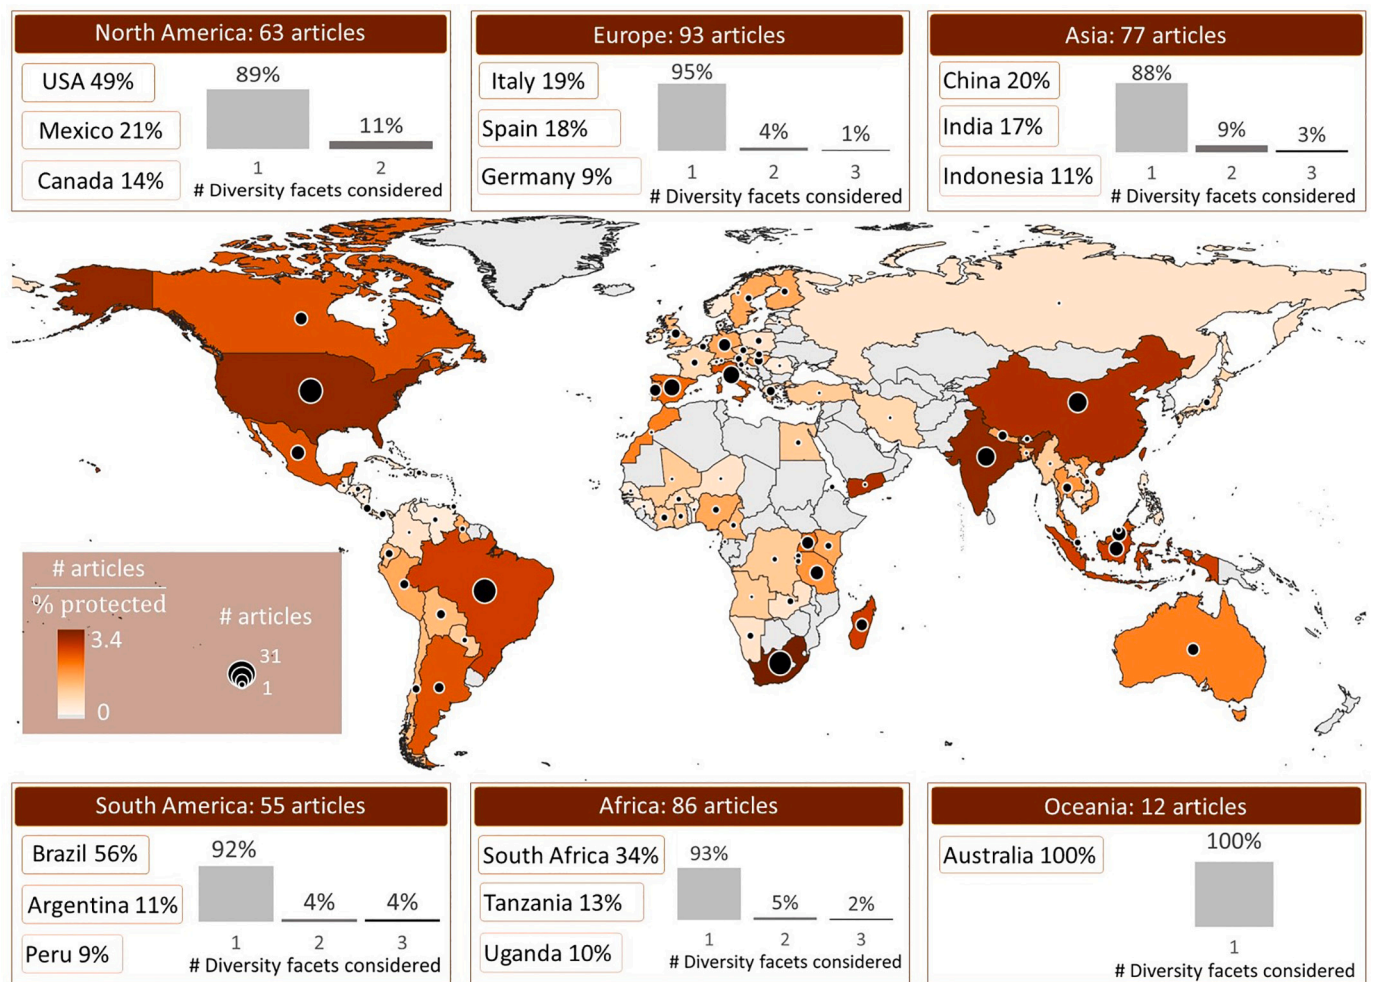 North America: 63 articles
USA 49%
Mexico 21%
Canada 14%
89%
11%
1
2
# Diversity facets considered
Europe: 93 articles
Italy 19%
Spain 18%
Germany 9%
95%
4%
1%
1
2
3
# Diversity facets considered
Asia: 77 articles
China 20%
India 17%
Indonesia 11%
88%
9%
3%
1
2
3
# Diversity facets considered
# articles
% protected
3.4
0
# articles
31
1
South America: 55 articles
Brazil 56%
Argentina 11%
Peru 9%
92%
4%
4%
1
2
3
# Diversity facets considered
Africa: 86 articles
South Africa 34%
Tanzania 13%
Uganda 10%
93%
5%
2%
1
2
3
# Diversity facets considered
Oceania: 12 articles
Australia 100%
100%
1
# Diversity facets considered